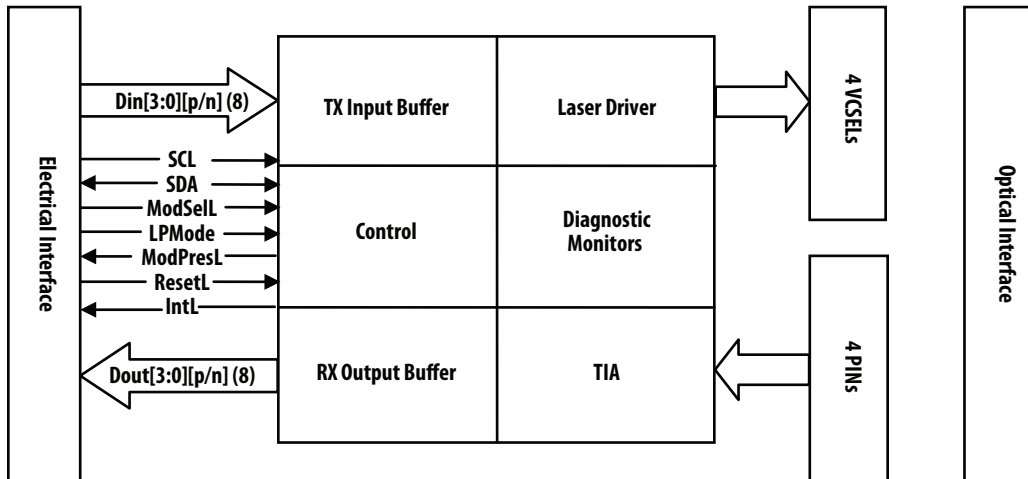 Electrical Interface
Din[3:0][p/n] (8)
SCL
SDA
ModSelL
LPMode
ModPresL
ResetL
IntL
Dout[3:0][p/n] (8)
TX Input Buffer
Laser Driver
Control
Diagnostic
Monitors
RX Output Buffer
TIA
4 VCSELs
4 PINs
Optical Interface